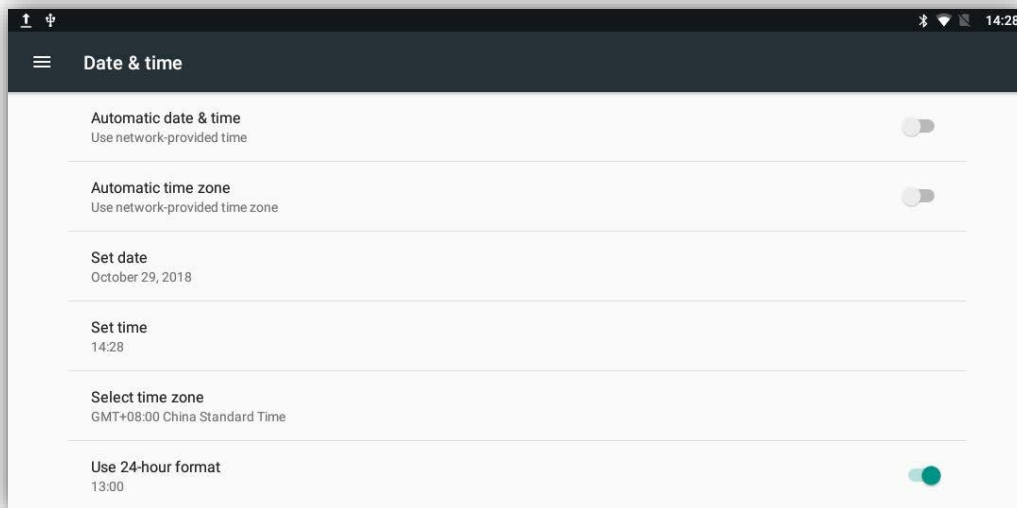 14:28
Date & time
Automatic date & time
Use network-provided time
Automatic time zone
Use network-provided time zone
Set date
October 29, 2018
Set time
14:28
Select time zone
GMT+08:00 China Standard Time
Use 24-hour format
13:00